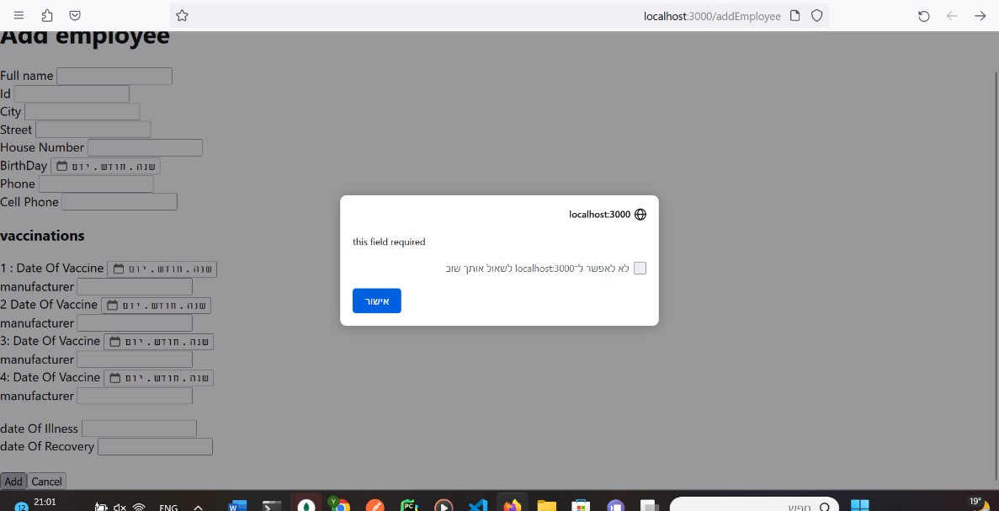 localhost:3000/addEmployee
Add employee
Full name
Id
City
Street
House Number
BirthDay שנה . חודש . יום
Phone
Cell Phone
vaccinations
1 : Date Of Vaccine שנה . חודש . יום
manufacturer
2 Date Of Vaccine שנה . חודש . יום
manufacturer
3: Date Of Vaccine שנה . חודש . יום
manufacturer
4: Date Of Vaccine שנה . חודש . יום
manufacturer
date Of Illness
date Of Recovery
Add Cancel
localhost:3000
this field required
לא לאפשר ל־localhost:3000 לשאול אותך שוב
אישור
12 21:01 ENG W Y PC חפש 19°